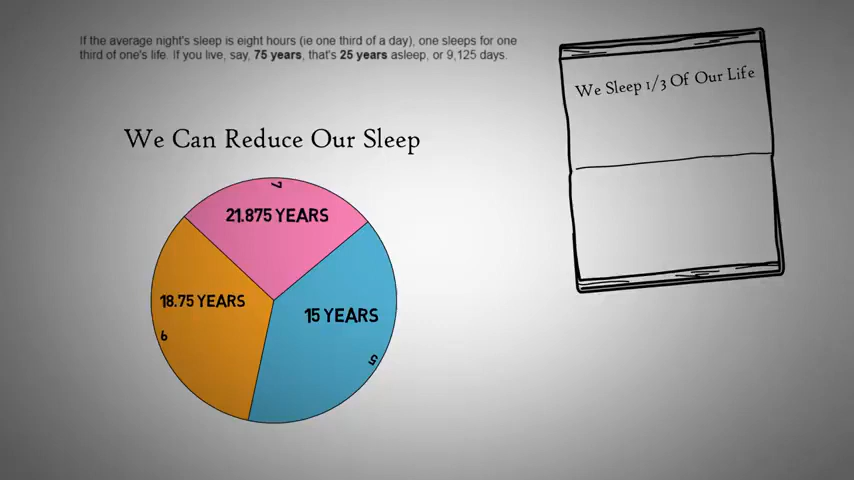 If the average night's sleep is eight hours (ie one third of a day), one sleeps for one
third of one's life. If you live, say, 75 years, that's 25 years asleep, or 9,125 days.
We Sleep 1/3 Of Our Life
We Can Reduce Our Sleep
7
21.875 YEARS
18.75 YEARS
15 YEARS
6
5